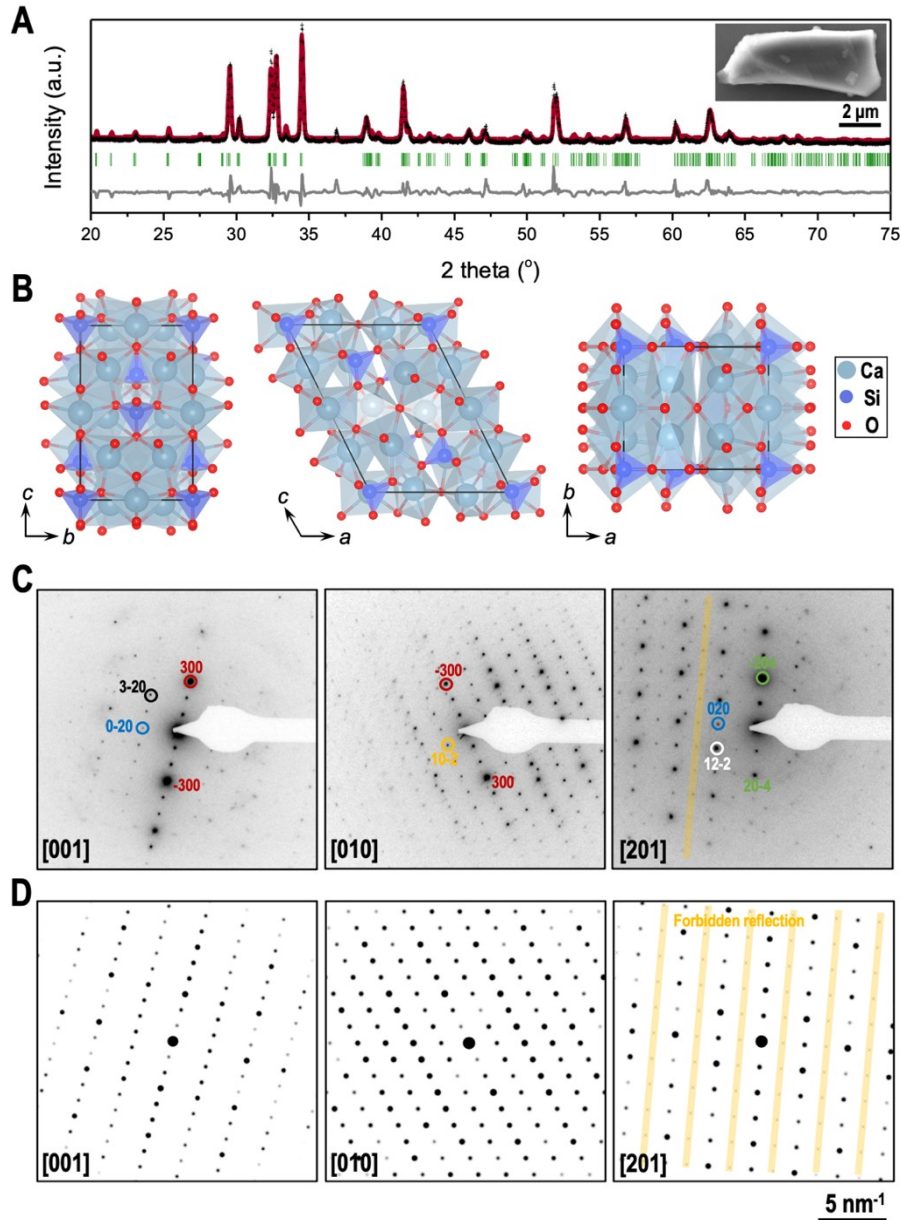 A
Intensity (a.u.)
2 µm
20 25 30 35 40 45 50 55 60 65 70 75
2 theta (°)
B
c
b
c
a
b
a
Ca
Si
O
C
300
3-20
0-20
-300
[001]
-300
10-2
300
[010]
020
12-2
20-4
[201]
D
[001]
[010]
Forbidden reflection
[201]
5 nm-1